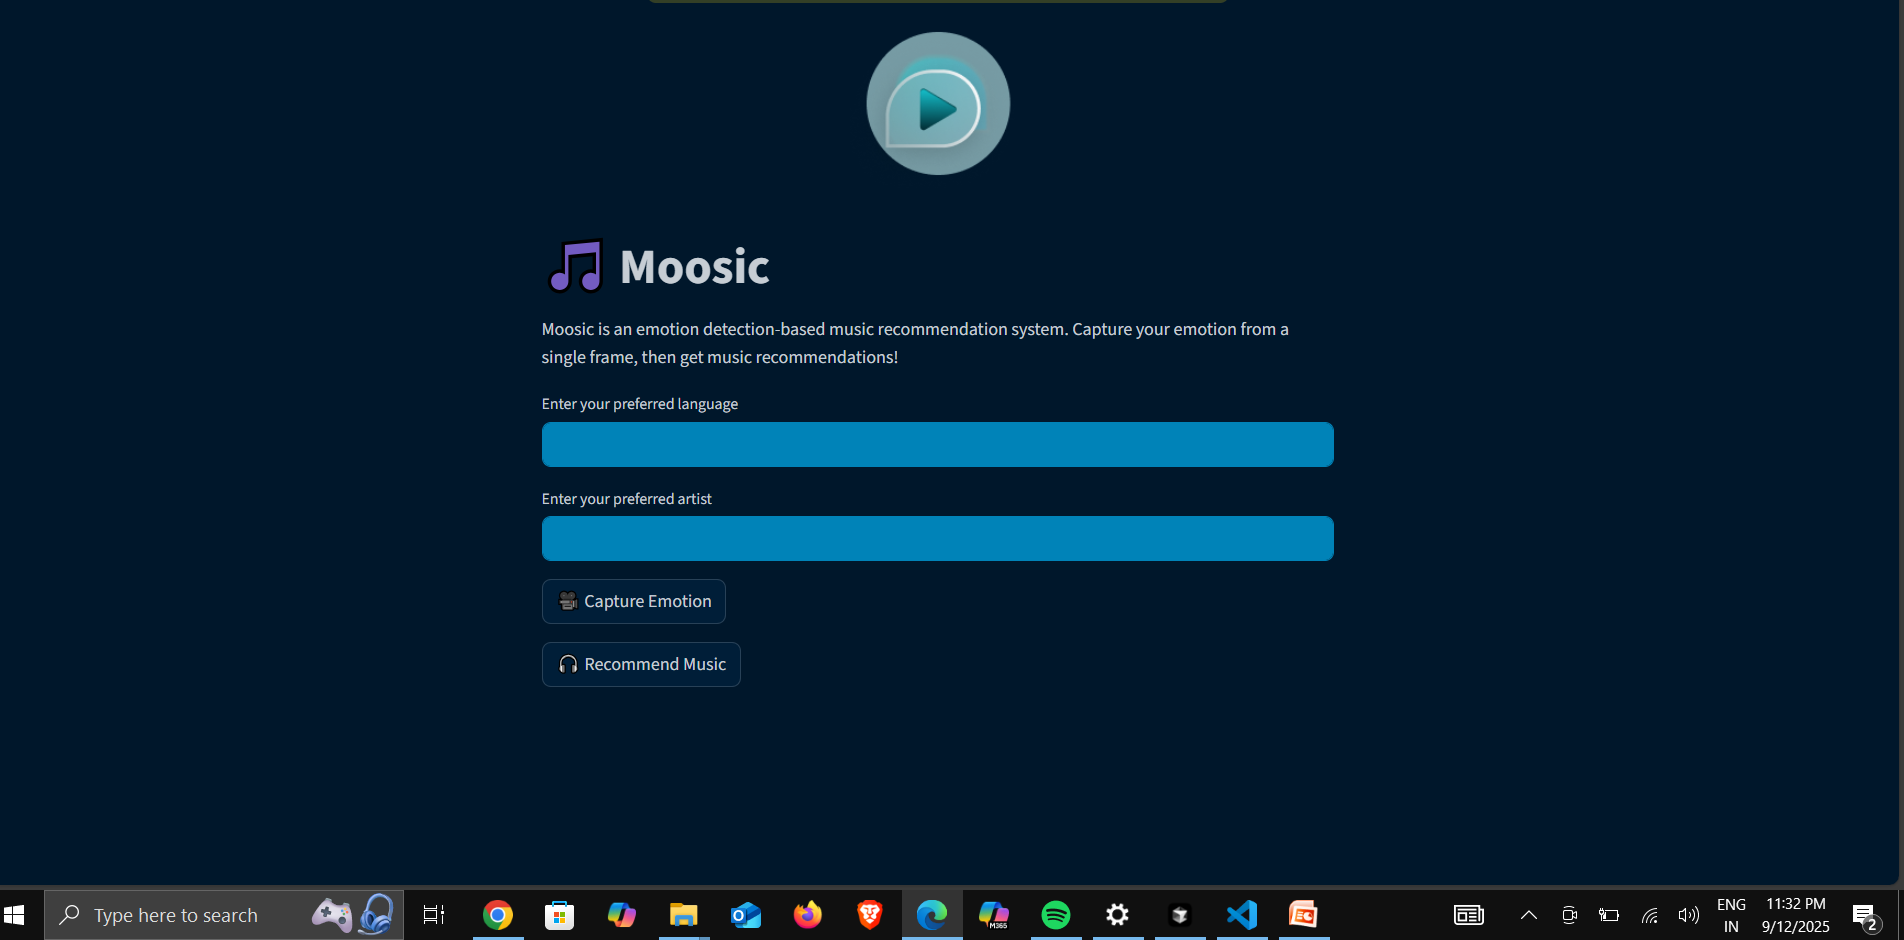 Moosic
Moosic is an emotion detection-based music recommendation system. Capture your emotion from a
single frame, then get music recommendations!
Enter your preferred language
Enter your preferred artist
Capture Emotion
Recommend Music
Type here to search
M365
ENG
IN
11:32 PM
9/12/2025
2